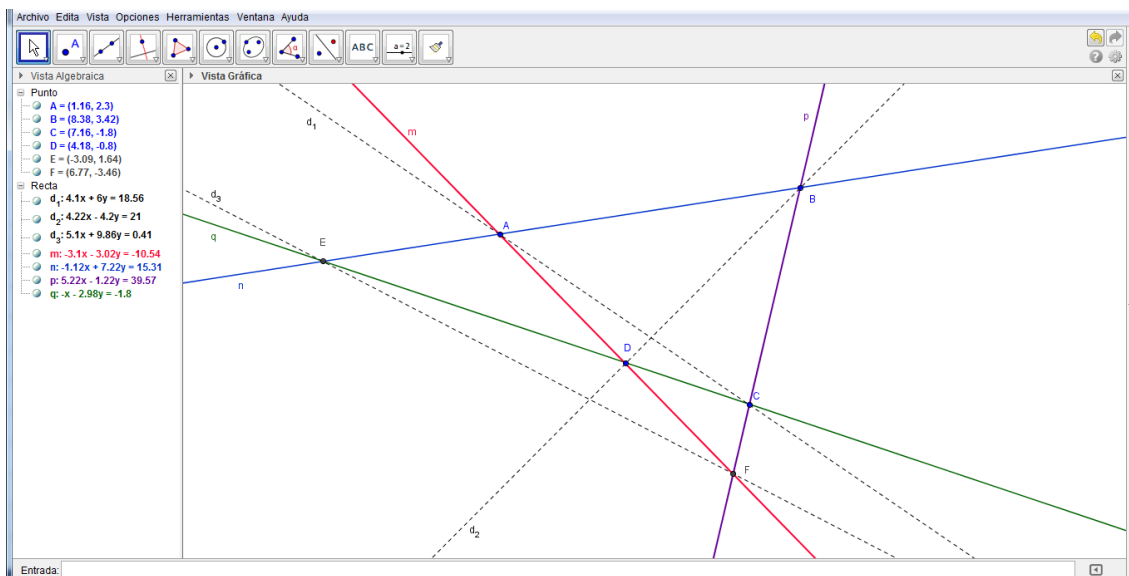 Archivo Edita Vista Opciones Herramientas Ventana Ayuda
A
α
ABC
a=2
Vista Algebraica
Vista Gráfica
Punto
A = (1.16, 2.3)
B = (8.38, 3.42)
C = (7.16, -1.8)
D = (4.18, -0.8)
E = (-3.09, 1.64)
F = (6.77, -3.46)
Recta
d₁: 4.1x + 6y = 18.56
d₂: 4.22x - 4.2y = 21
d₃: 5.1x + 9.86y = 0.41
m: -3.1x - 3.02y = -10.54
n: -1.12x + 7.22y = 15.31
p: 5.22x - 1.22y = 39.57
q: -x - 2.98y = -1.8
d₁
m
p
d₃
B
A
q
E
n
D
C
F
d₂
Entrada: